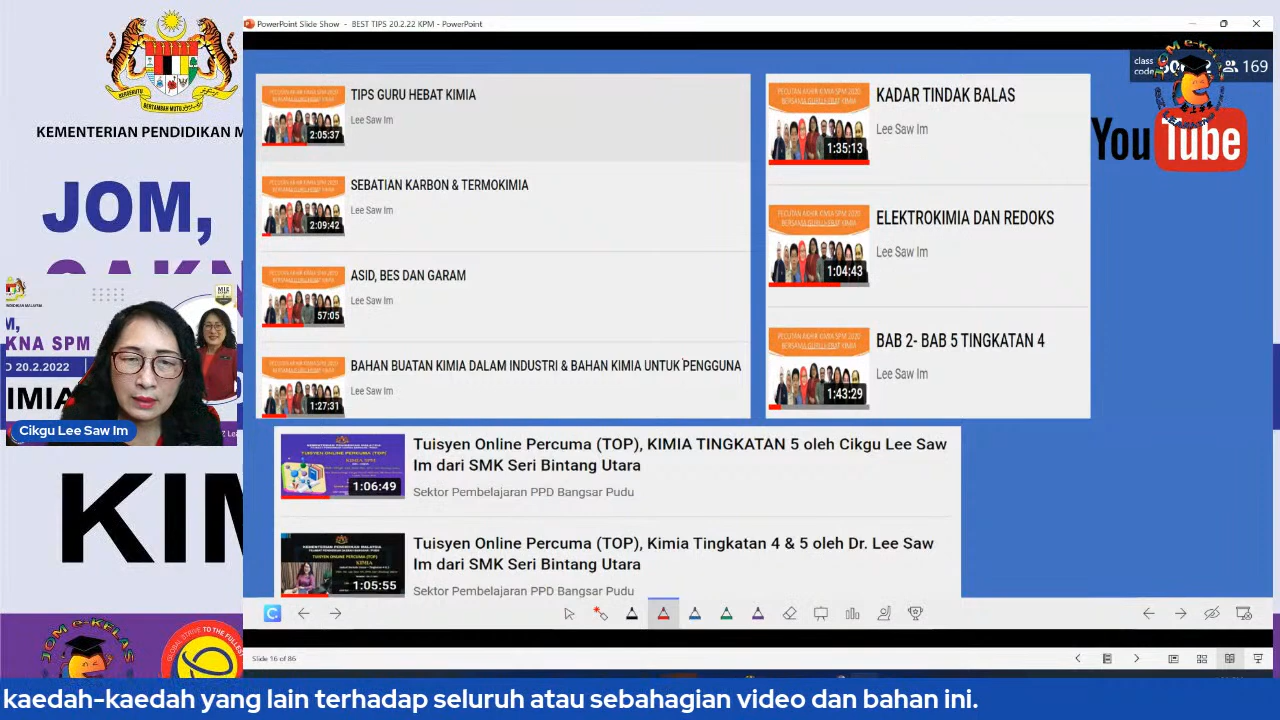 PowerPoint Slide Show - BEST TIPS 20.2.22 KPM - PowerPoint
KEMENTERIAN PENDIDIKAN M
JOM,
KNA SPM
20.2.2022
Cikgu Lee Saw Im
KIM
class
code
169
YouTube
TIPS GURU HEBAT KIMIA
Lee Saw Im
2:05:37
SEBATIAN KARBON & TERMOKIMIA
Lee Saw Im
2:09:42
ASID, BES DAN GARAM
Lee Saw Im
57:05
BAHAN BUATAN KIMIA DALAM INDUSTRI & BAHAN KIMIA UNTUK PENGGUNA
Lee Saw Im
1:27:31
KADAR TINDAK BALAS
Lee Saw Im
1:35:13
ELEKTROKIMIA DAN REDOKS
Lee Saw Im
1:04:43
BAB 2- BAB 5 TINGKATAN 4
Lee Saw Im
1:43:29
Tuisyen Online Percuma (TOP), KIMIA TINGKATAN 5 oleh Cikgu Lee Saw
Im dari SMK Seri Bintang Utara
Sektor Pembelajaran PPD Bangsar Pudu
1:06:49
Tuisyen Online Percuma (TOP), Kimia Tingkatan 4 & 5 oleh Dr. Lee Saw
Im dari SMK Seri Bintang Utara
Sektor Pembelajaran PPD Bangsar Pudu
1:05:55
Slide 16 of 86
kaedah-kaedah yang lain terhadap seluruh atau sebahagian video dan bahan ini.